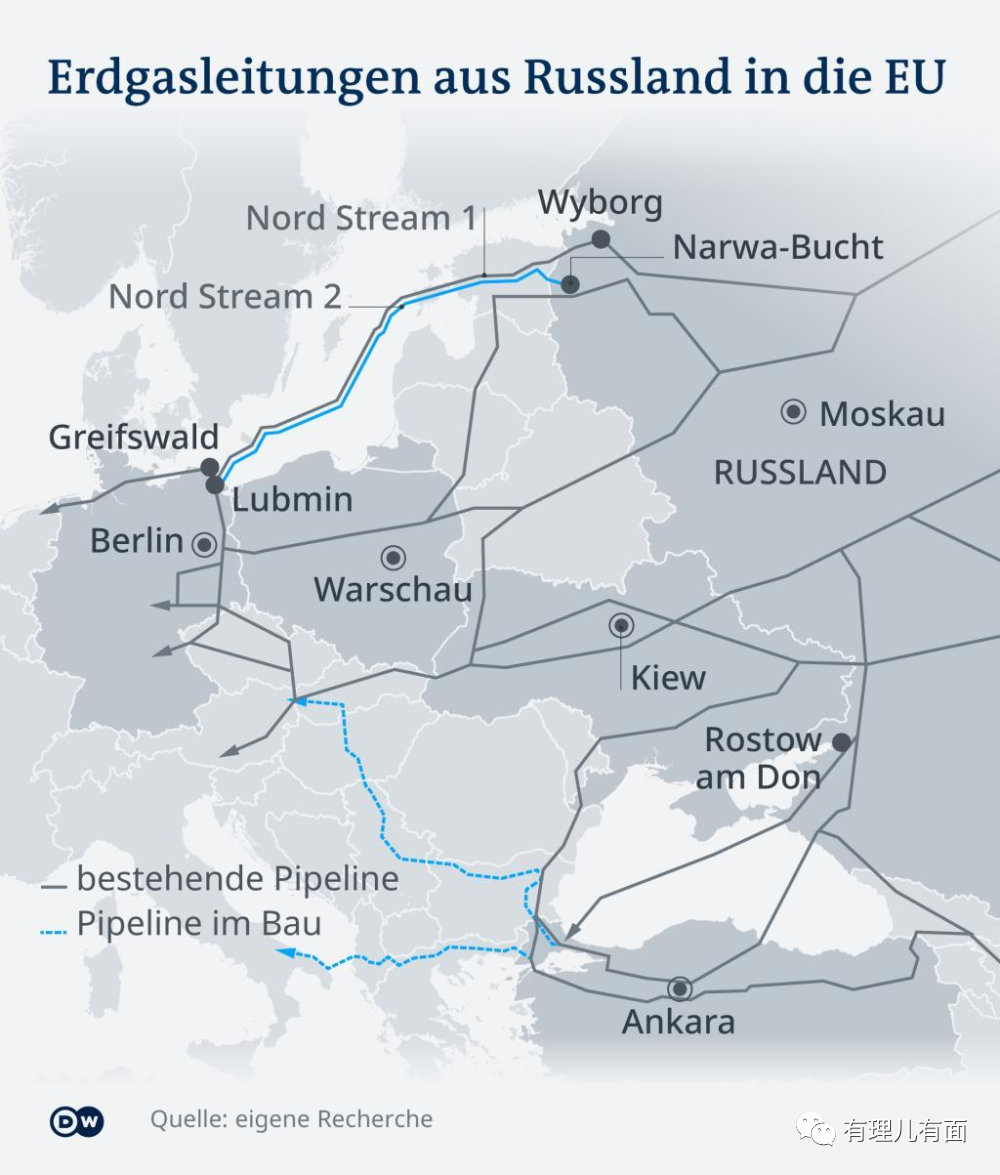 Erdgasleitungen aus Russland in die EU
Wyborg
Nord Stream 1
Narwa-Bucht
Nord Stream 2
Moskau
Greifswald
RUSSLAND
Lubmin
Berlin
Warschau
Kiew
Rostow
am Don
bestehende Pipeline
Pipeline im Bau
Ankara
DW
Quelle: eigene Recherche
有理儿有面